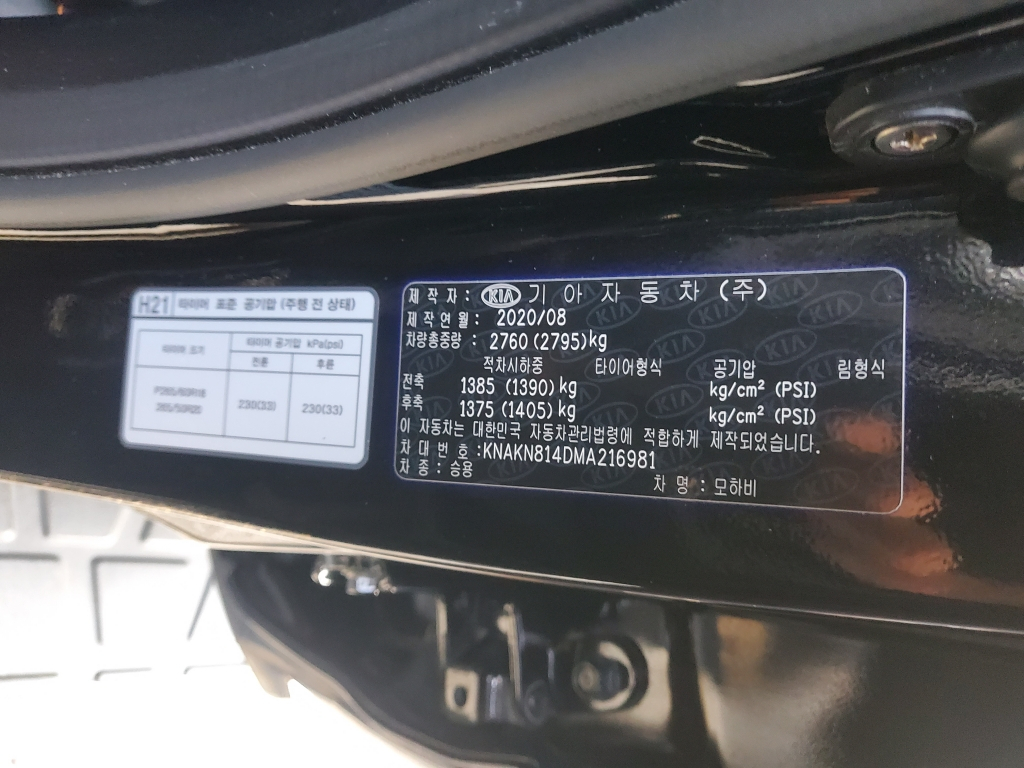 H21 타이어 표준 공기압 (주행 전 상태)
타이어 크기
타이어 공기압 kPa(psi)
전륜 후륜
P265/60R18
265/50R20
230(33) 230(33)
제 작 자 : KIA 기 아 자 동 차 (주)
제 작 연 월 : 2020/08
차량총중량 : 2760 (2795)kg
적차시하중 타이어형식 공기압 림형식
전축 1385 (1390) kg kg/cm² (PSI)
후축 1375 (1405) kg kg/cm² (PSI)
이 자동차는 대한민국 자동차관리법령에 적합하게 제작되었습니다.
차 대 번 호 :KNAKN814DMA216981
차 종 : 승용 차 명 : 모하비